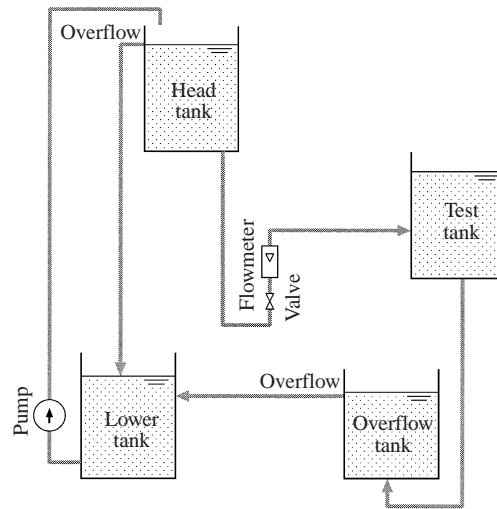 Overflow
Head
tank
Test
tank
Flowmeter
Valve
Overflow
Pump
Lower
tank
Overflow
tank